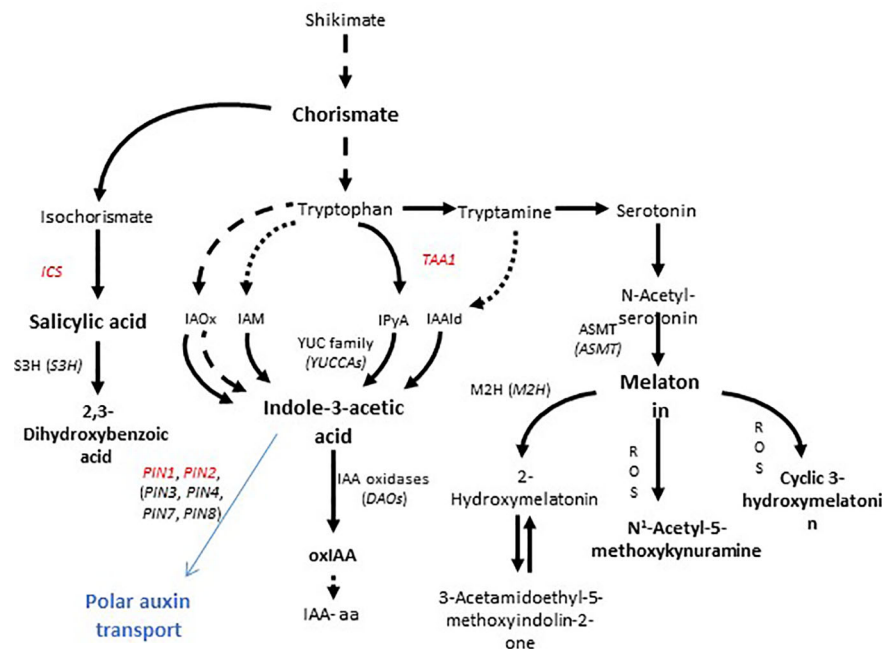 Shikimate
Chorismate
Isochorismate
Tryptophan
Tryptamine
Serotonin
ICS
TAA1
N-Acetyl-
serotonin
Salicylic acid
IAOx
IAM
IPyA
IAAld
YUC family
(YUCCAs)
ASMT
(ASMT)
S3H (S3H)
M2H (M2H)
Melaton
in
2,3-
Dihydroxybenzoic
acid
Indole-3-acetic
acid
PIN1, PIN2,
(PIN3, PIN4,
PIN7, PIN8)
IAA oxidases
(DAOs)
2-
Hydroxymelatonin
R
O
S
R
O
S
Cyclic 3-
hydroxymelatoni
n
N¹-Acetyl-5-
methoxykynuramine
oxIAA
IAA- aa
Polar auxin
transport
3-Acetamidoethyl-5-
methoxyindolin-2-
one